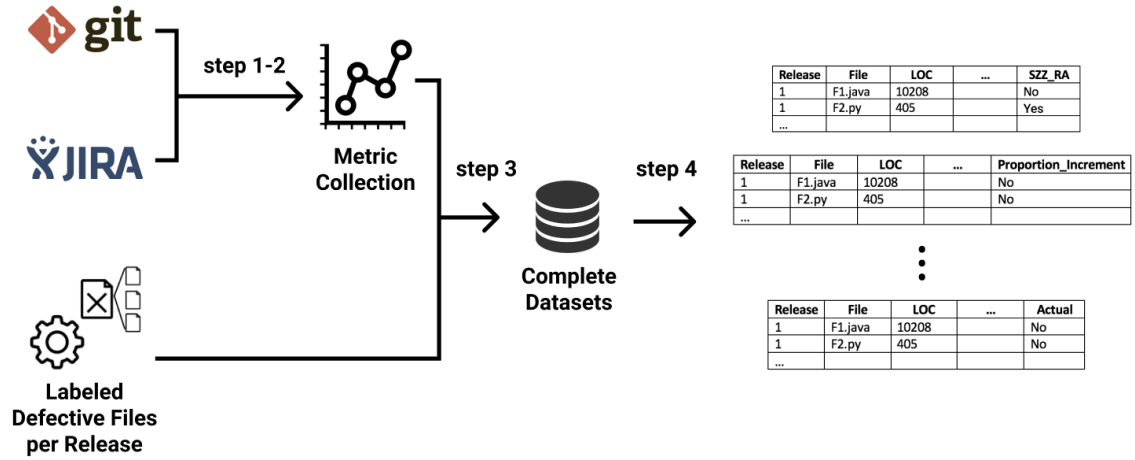 git
JIRA
step 1-2
Metric
Collection
Labeled
Defective Files
per Release
step 3
Complete
Datasets
step 4
Release File LOC ... SZZ_RA
1 F1.java 10208 No
1 F2.py 405 Yes
...
Release File LOC ... Proportion_Increment
1 F1.java 10208 No
1 F2.py 405 No
...
Release File LOC ... Actual
1 F1.java 10208 No
1 F2.py 405 No
...